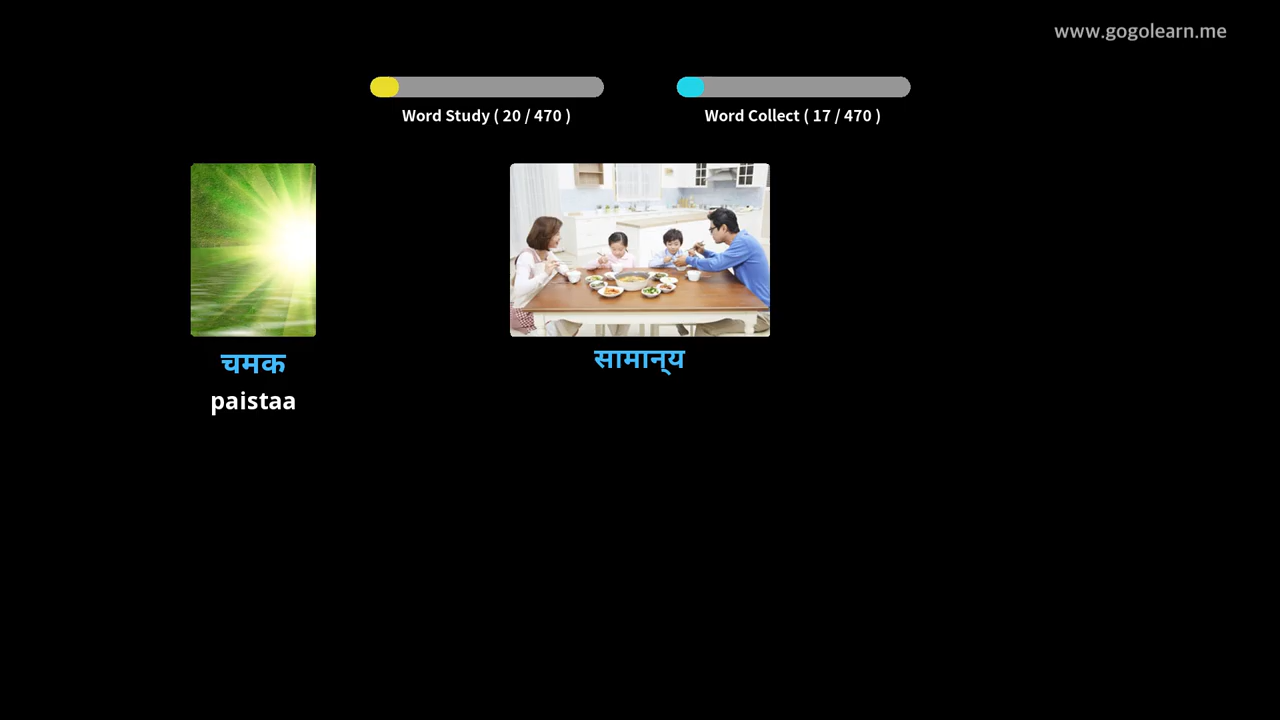 www.gogolearn.me
Word Study ( 20 / 470 )
Word Collect ( 17 / 470 )
चमक
paistaa
सामान्‌य